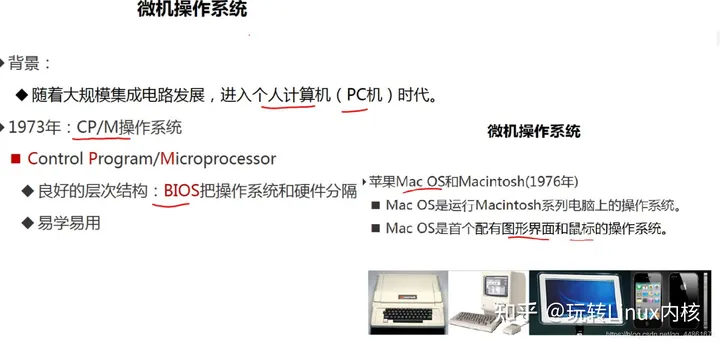 微机操作系统
背景：
◆随着大规模集成电路发展，进入个人计算机（PC机）时代。
1973年：CP/M操作系统
■ Control Program/Microprocessor
◆良好的层次结构：BIOS把操作系统和硬件分隔
◆易学易用
微机操作系统
苹果Mac OS和Macintosh(1976年)
■ Mac OS是运行Macintosh系列电脑上的操作系统。
■ Mac OS是首个配有图形界面和鼠标的操作系统。
知乎 @玩转Linux内核